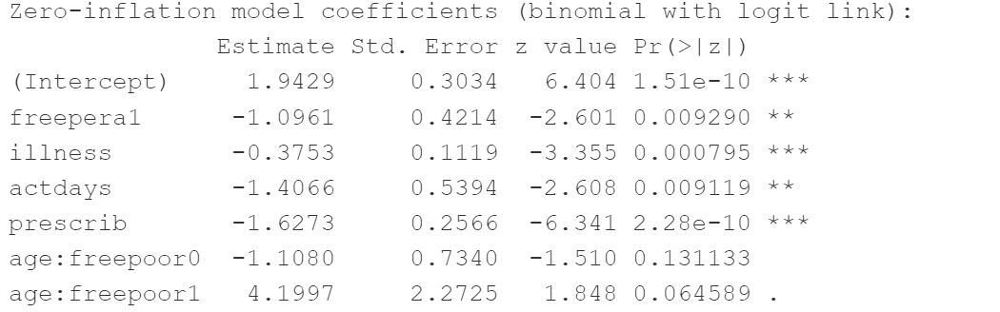 Zero-inflation model coefficients (binomial with logit link):
Estimate Std. Error z value Pr(>|z|)
(Intercept) 1.9429 0.3034 6.404 1.51e-10 ***
freepera1 -1.0961 0.4214 -2.601 0.009290 **
illness -0.3753 0.1119 -3.355 0.000795 ***
actdays -1.4066 0.5394 -2.608 0.009119 **
prescrib -1.6273 0.2566 -6.341 2.28e-10 ***
age:freepoor0 -1.1080 0.7340 -1.510 0.131133
age:freepoor1 4.1997 2.2725 1.848 0.064589 .